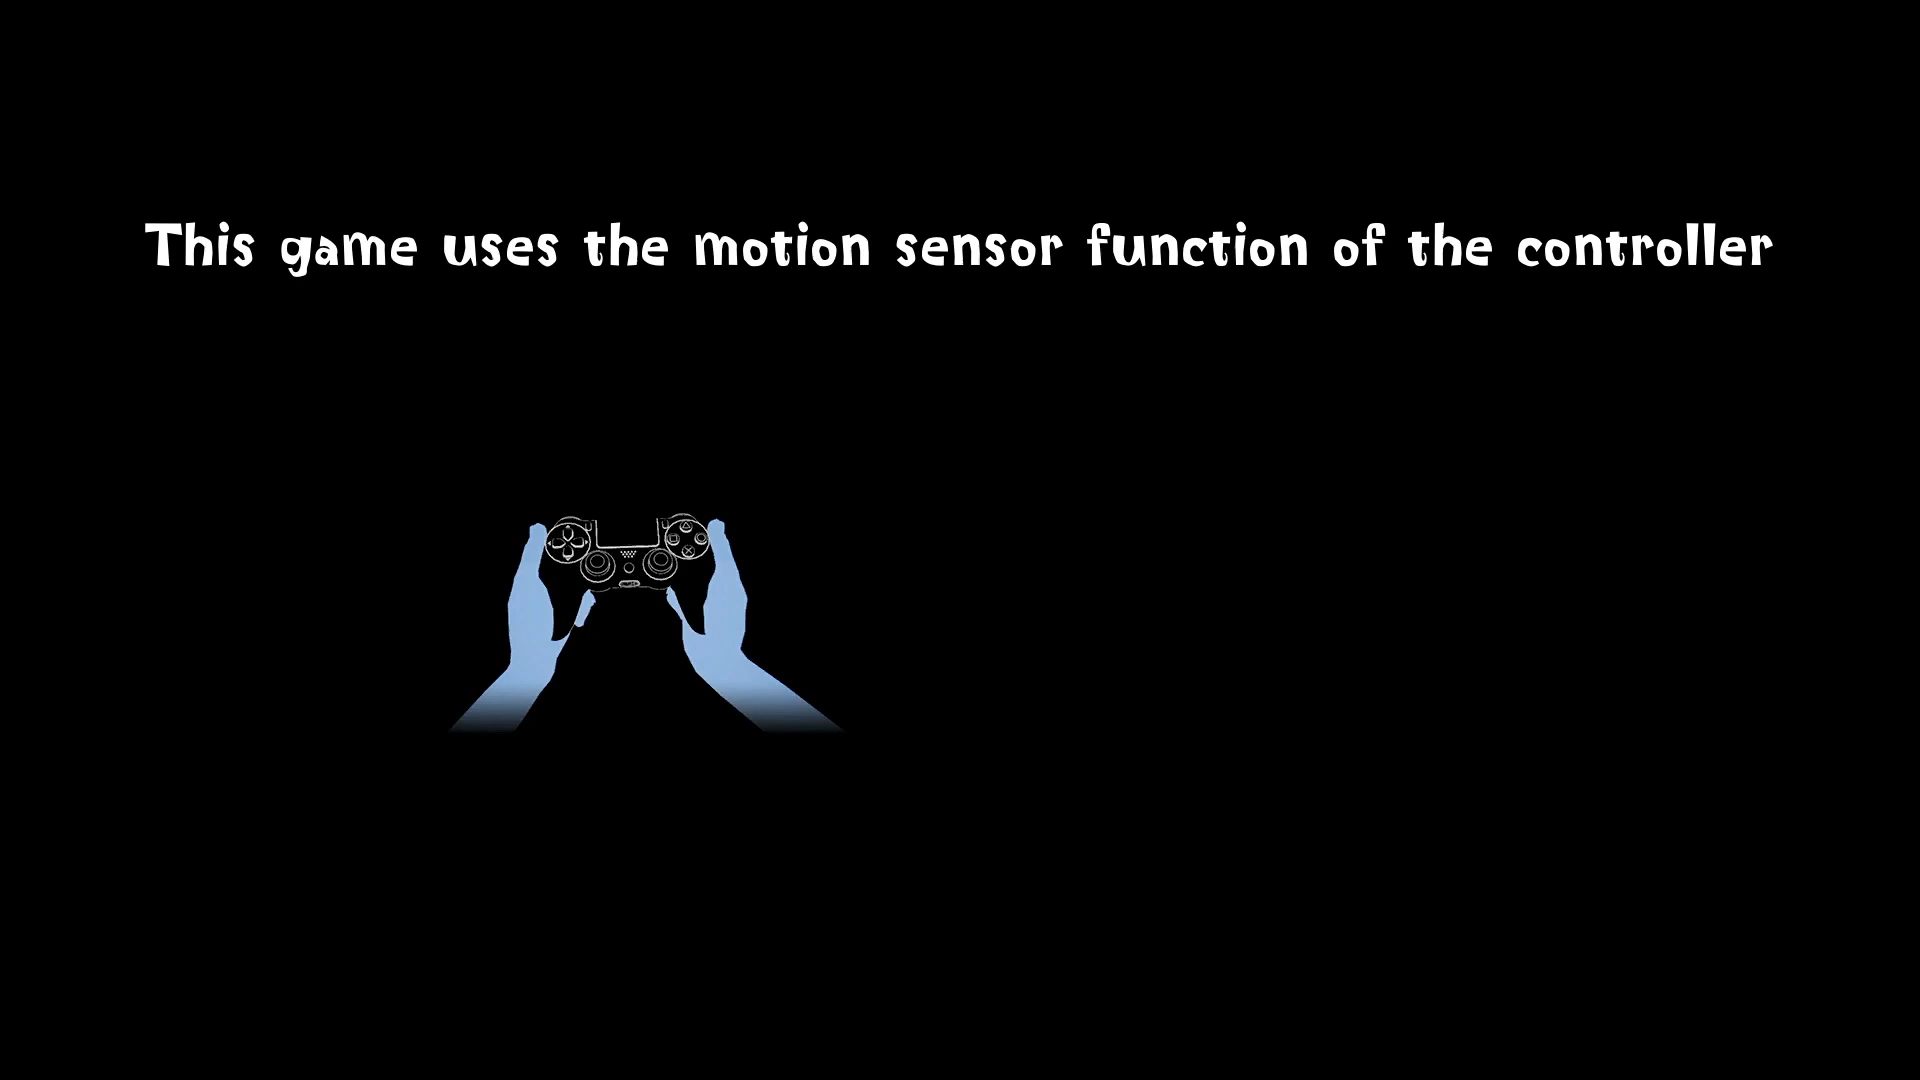 This game uses the motion sensor function of the controller